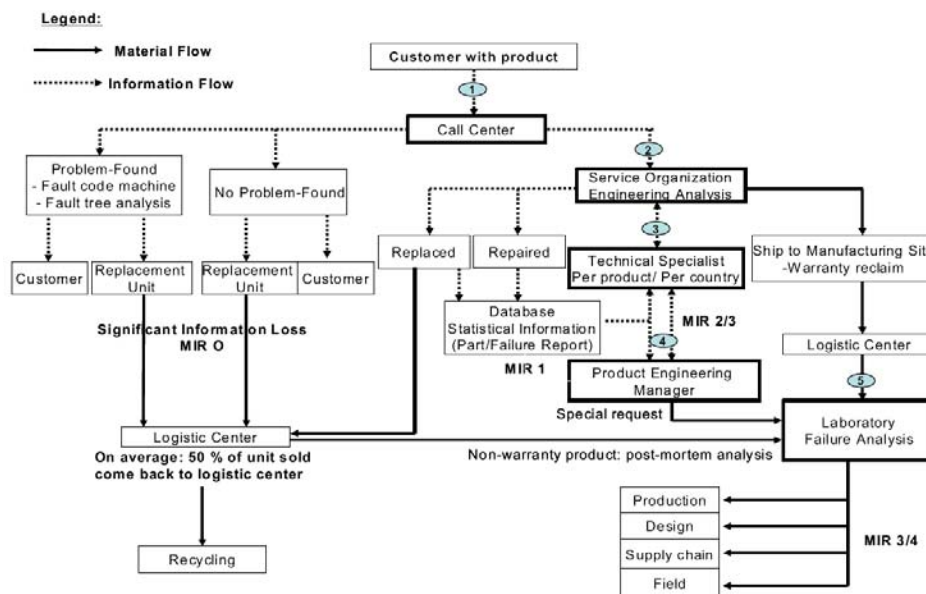 Legend:
Material Flow
Information Flow
Customer with product
1
Call Center
2
Problem-Found
- Fault code machine
- Fault tree analysis
No Problem-Found
Service Organization
Engineering Analysis
3
Replaced
Repaired
Technical Specialist
Per product/ Per country
Ship to Manufacturing Sit
-Warranty reclaim
Customer
Replacement
Unit
Replacement
Unit
Customer
Significant Information Loss
MIR O
Database
Statistical Information
(Part/Failure Report)
MIR 1
MIR 2/3
4
Logistic Center
5
Product Engineering
Manager
Special request
Laboratory
Failure Analysis
Logistic Center
On average: 50 % of unit sold
come back to logistic center
Non-warranty product: post-mortem analysis
Recycling
Production
Design
Supply chain
Field
MIR 3/4